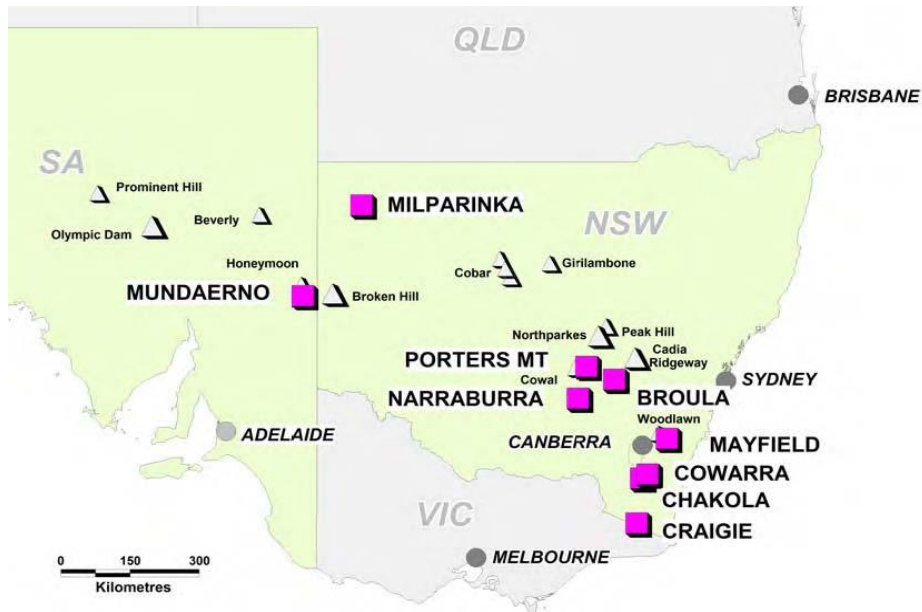 QLD
BRISBANE
SA
Prominent Hill
Beverly
Olympic Dam
MILPARINKA
NSW
Honeymoon
Cobar
Girilambone
MUNDAERNO
Broken Hill
Northparkes
Peak Hill
PORTERS MT
Cadia
Ridgeway
Cowal
SYDNEY
NARRABURRA
BROULA
Woodlawn
ADELAIDE
CANBERRA
MAYFIELD
COWARRA
CHAKOLA
VIC
CRAIGIE
MELBOURNE
0 150 300
Kilometres